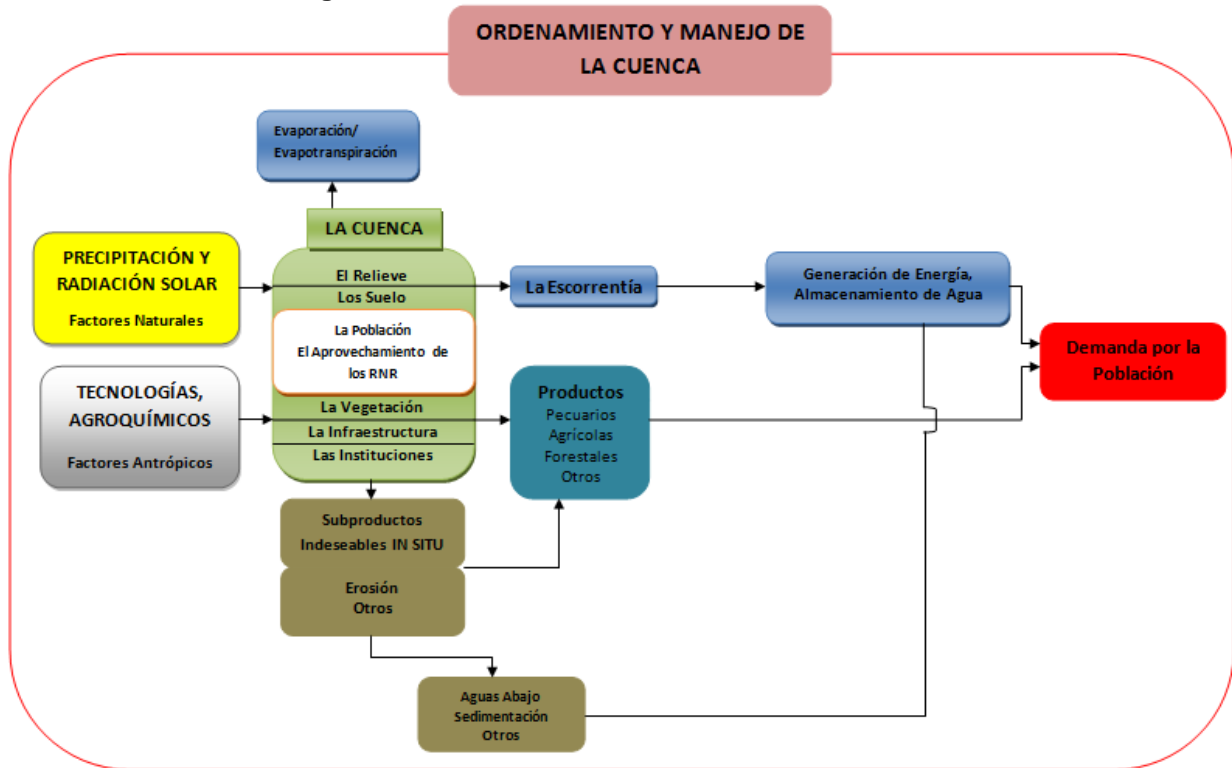 ORDENAMIENTO Y MANEJO DE
LA CUENCA
Evaporación/
Evapotranspiración
LA CUENCA
PRECIPITACIÓN Y
RADIACIÓN SOLAR
Factores Naturales
El Relieve
Los Suelo
La Población
El Aprovechamiento de
los RNR
La Vegetación
La Infraestructura
Las Instituciones
La Escorrentía
Generación de Energía,
Almacenamiento de Agua
Demanda por la
Población
TECNOLOGÍAS,
AGROQUÍMICOS
Factores Antrópicos
Productos
Pecuarios
Agrícolas
Forestales
Otros
Subproductos
Indeseables IN SITU
Erosión
Otros
Aguas Abajo
Sedimentación
Otros